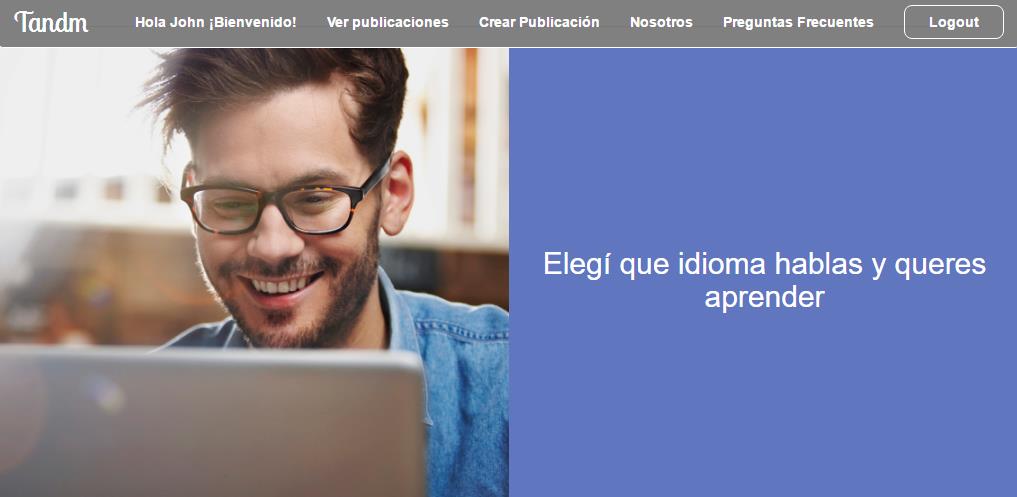 Tandm
Hola John ¡Bienvenido!
Ver publicaciones
Crear Publicación
Nosotros
Preguntas Frecuentes
Logout
Elegí que idioma hablas y queres
aprender